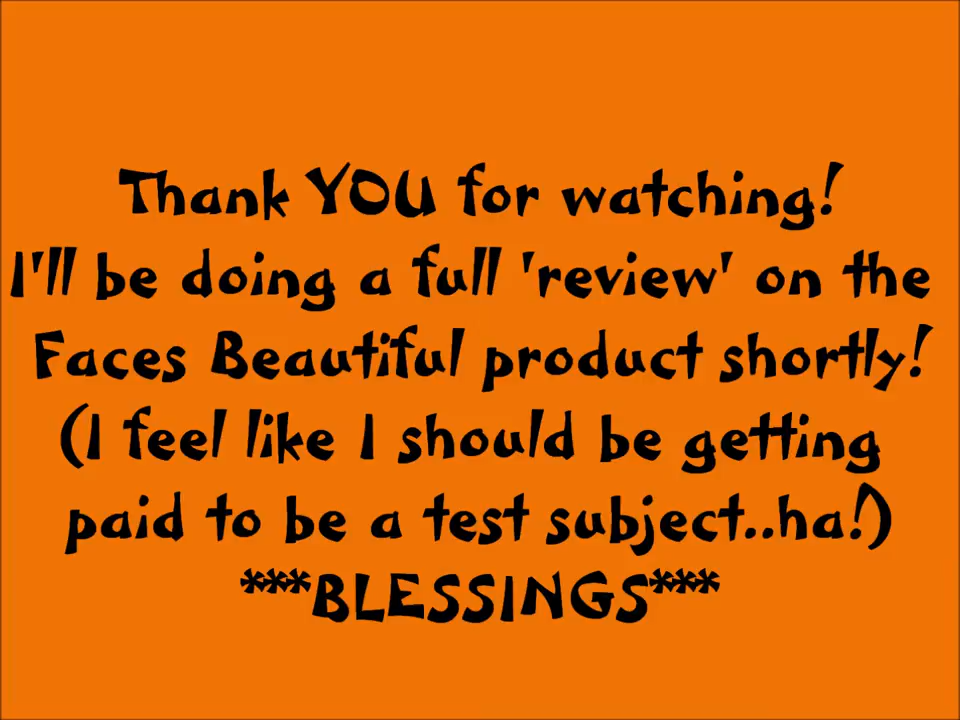 Thank YOU for watching!
I'll be doing a full 'review' on the
Faces Beautiful product shortly!
(I feel like I should be getting
paid to be a test subject..ha!)
***BLESSINGS***